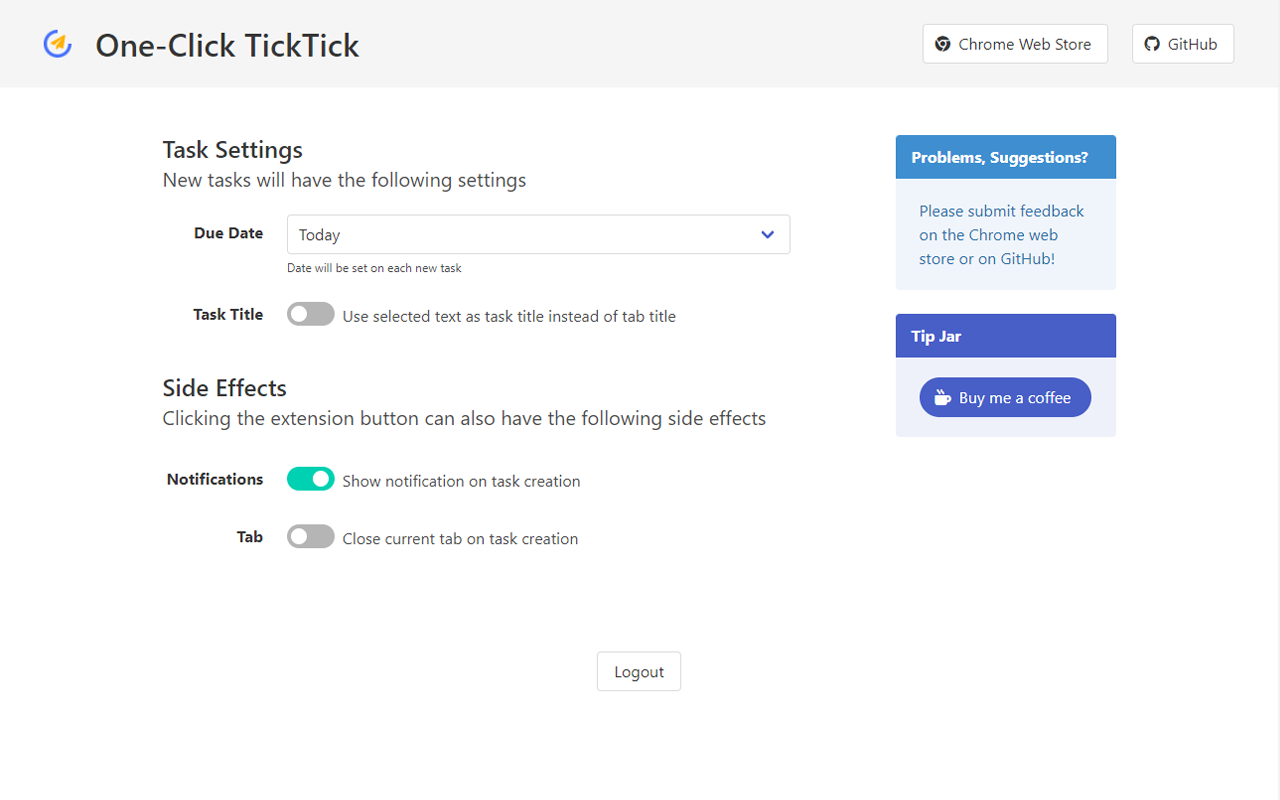 One-Click TickTick
Chrome Web Store
GitHub
Task Settings
New tasks will have the following settings
Due Date
Today
Date will be set on each new task
Task Title
Use selected text as task title instead of tab title
Side Effects
Clicking the extension button can also have the following side effects
Notifications
Show notification on task creation
Tab
Close current tab on task creation
Logout
Problems, Suggestions?
Please submit feedback
on the Chrome web
store or on GitHub!
Tip Jar
Buy me a coffee